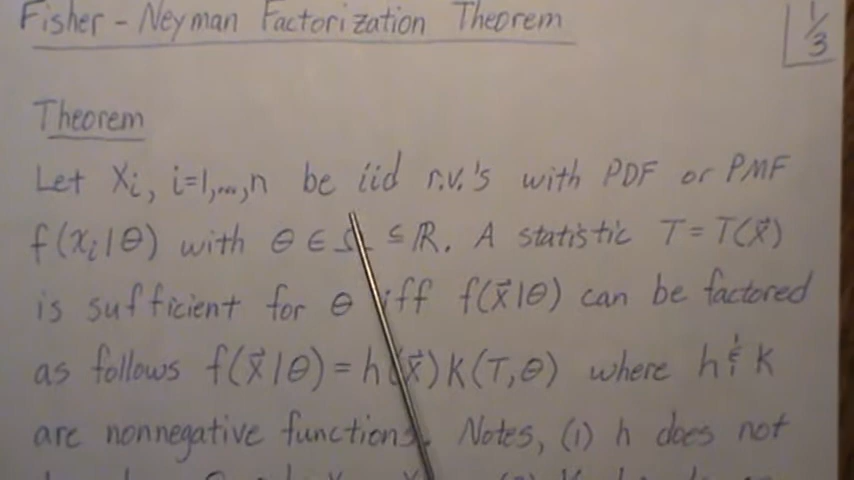 Fisher - Neyman Factorization Theorem
1/3
Theorem
Let Xi, i=1,...,n be iid r.v.'s with PDF or PMF
f(xi|θ) with θ ∈ Ω ⊆ ℝ. A statistic T = T(x⃗)
is sufficient for θ iff f(x⃗|θ) can be factored
as follows f(x⃗|θ) = h(x⃗) K(T,θ) where h & K
are nonnegative functions. Notes, (1) h does not